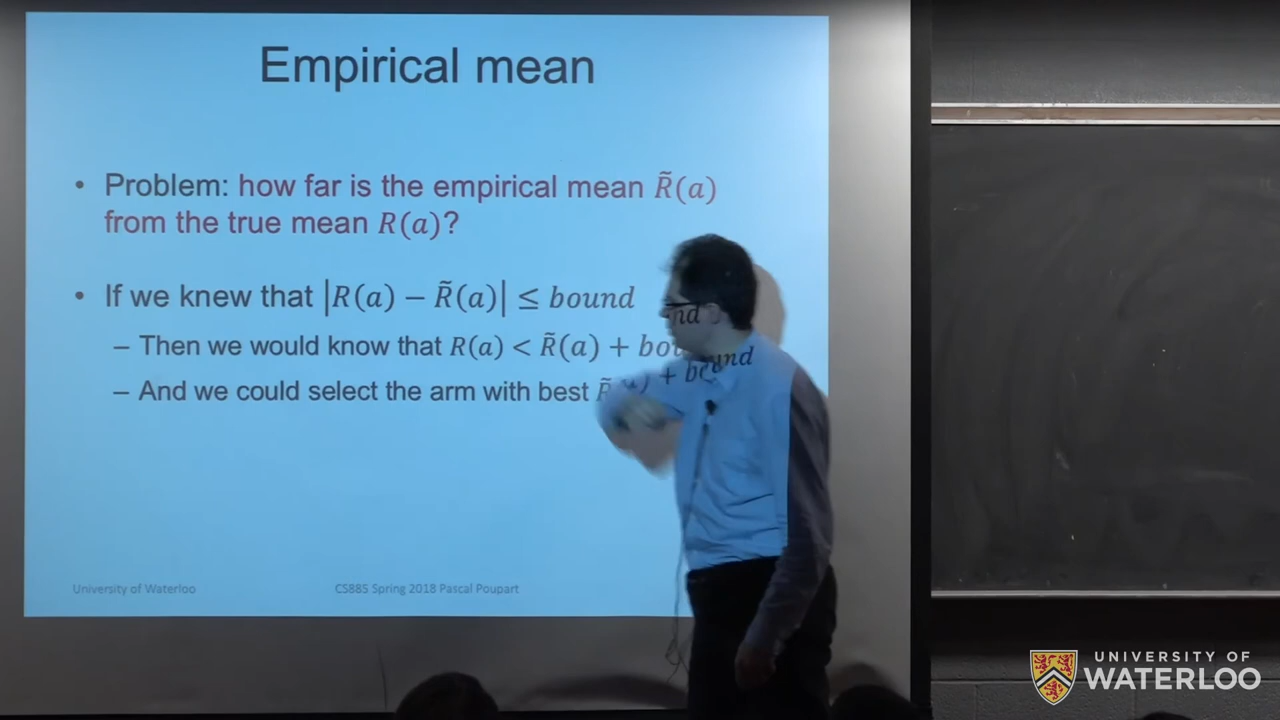 Empirical mean
• Problem: how far is the empirical mean R̃(a)
from the true mean R(a)?
• If we knew that |R(a) − R̃(a)| ≤ bound
– Then we would know that R(a) < R̃(a) + bound
– And we could select the arm with best R̃(a) + bound
University of Waterloo
CS885 Spring 2018 Pascal Poupart
UNIVERSITY OF
WATERLOO